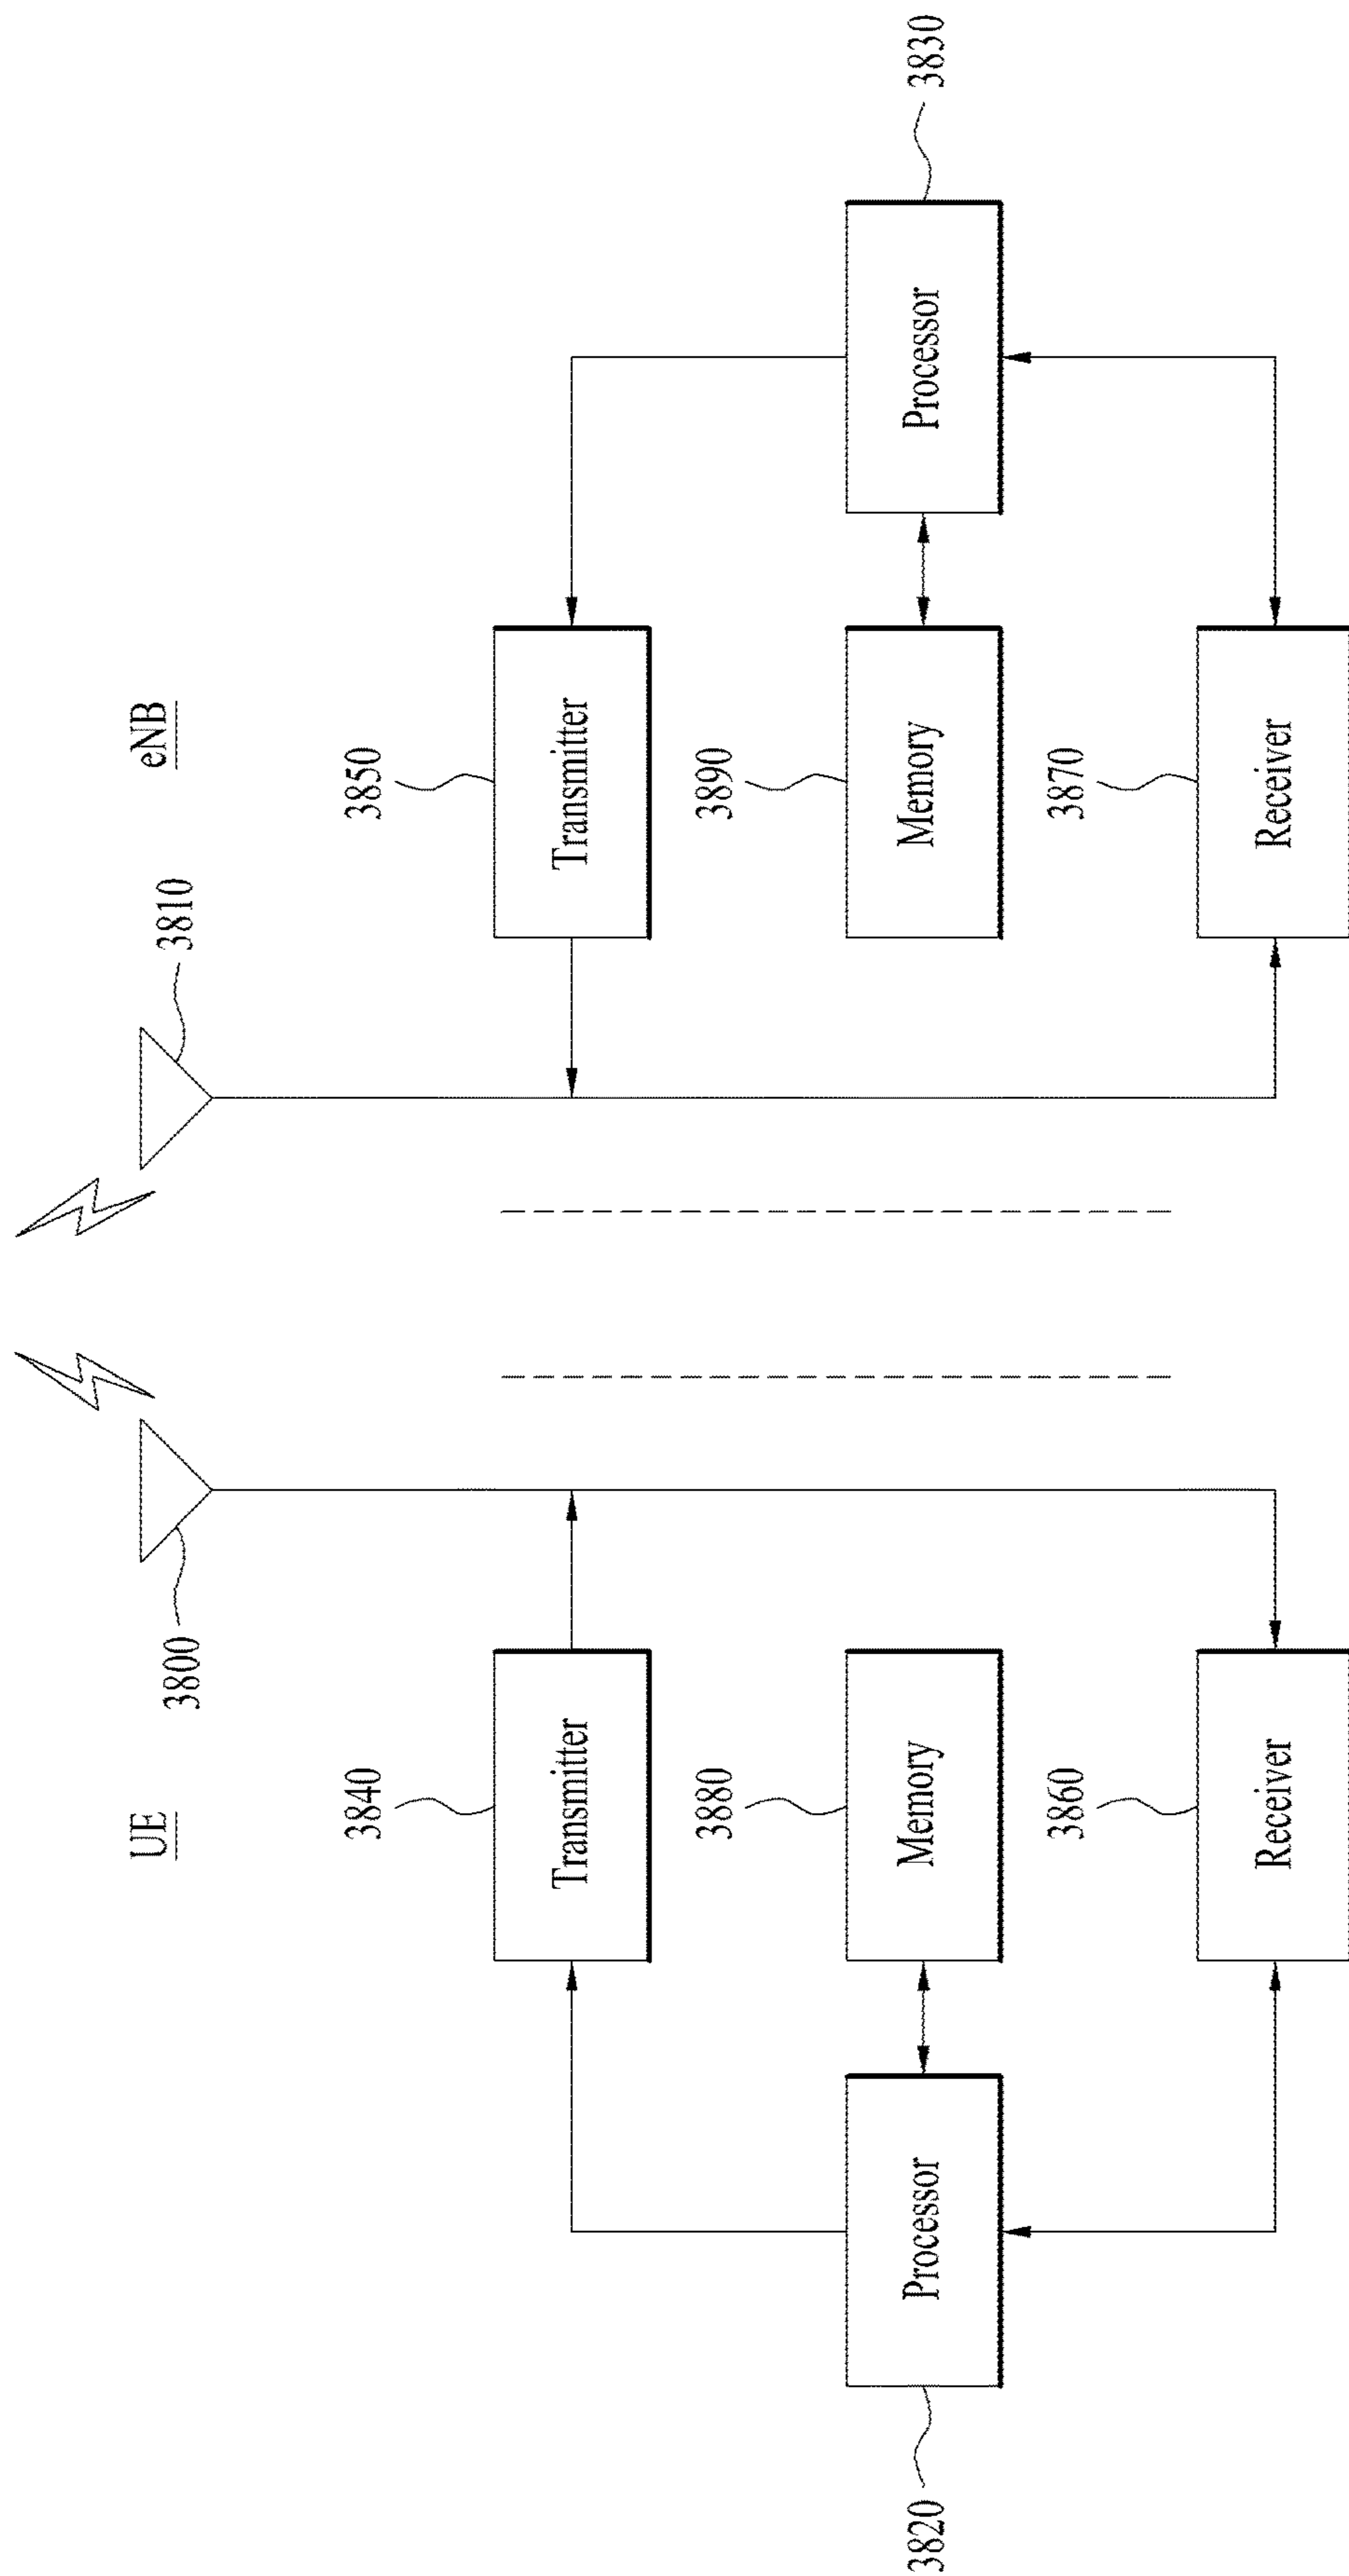 UE
eNB
3800
3810
3840
Transmitter
3850
Transmitter
3820
Processor
3880
Memory
3890
Memory
Processor
3830
3860
Receiver
3870
Receiver